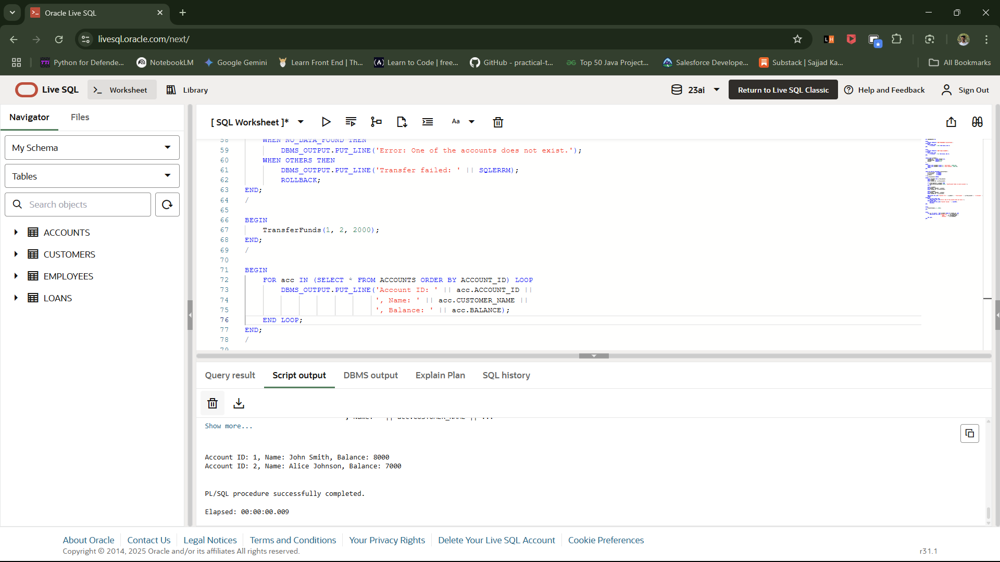 Oracle Live SQL
livesql.oracle.com/next/
Python for Defende...
NotebookLM
Google Gemini
Learn Front End | Th...
Learn to Code | free...
GitHub - practical-t...
Top 50 Java Project...
Salesforce Develope...
Substack | Sajjad Ka...
All Bookmarks
Live SQL
Worksheet
Library
23ai
Return to Live SQL Classic
Help and Feedback
Sign Out
Navigator
Files
My Schema
Tables
Search objects
ACCOUNTS
CUSTOMERS
EMPLOYEES
LOANS
[ SQL Worksheet ]*
Aa
58 WHEN NO_DATA_FOUND THEN
59 DBMS_OUTPUT.PUT_LINE('Error: One of the accounts does not exist.');
60 WHEN OTHERS THEN
61 DBMS_OUTPUT.PUT_LINE('Transfer failed: ' || SQLERRM);
62 ROLLBACK;
63 END;
64 /
65
66 BEGIN
67 TransferFunds(1, 2, 2000);
68 END;
69 /
70
71 BEGIN
72 FOR acc IN (SELECT * FROM ACCOUNTS ORDER BY ACCOUNT_ID) LOOP
73 DBMS_OUTPUT.PUT_LINE('Account ID: ' || acc.ACCOUNT_ID ||
74 ', Name: ' || acc.CUSTOMER_NAME ||
75 ', Balance: ' || acc.BALANCE);
76 END LOOP;
77 END;
78 /
79
Query result
Script output
DBMS output
Explain Plan
SQL history
', Name: ' || acc.CUSTOMER_NAME || ...
Show more...
Account ID: 1, Name: John Smith, Balance: 8000
Account ID: 2, Name: Alice Johnson, Balance: 7000
PL/SQL procedure successfully completed.
Elapsed: 00:00:00.009
About Oracle
Contact Us
Legal Notices
Terms and Conditions
Your Privacy Rights
Delete Your Live SQL Account
Cookie Preferences
Copyright © 2014, 2025 Oracle and/or its affiliates All rights reserved.
r31.1